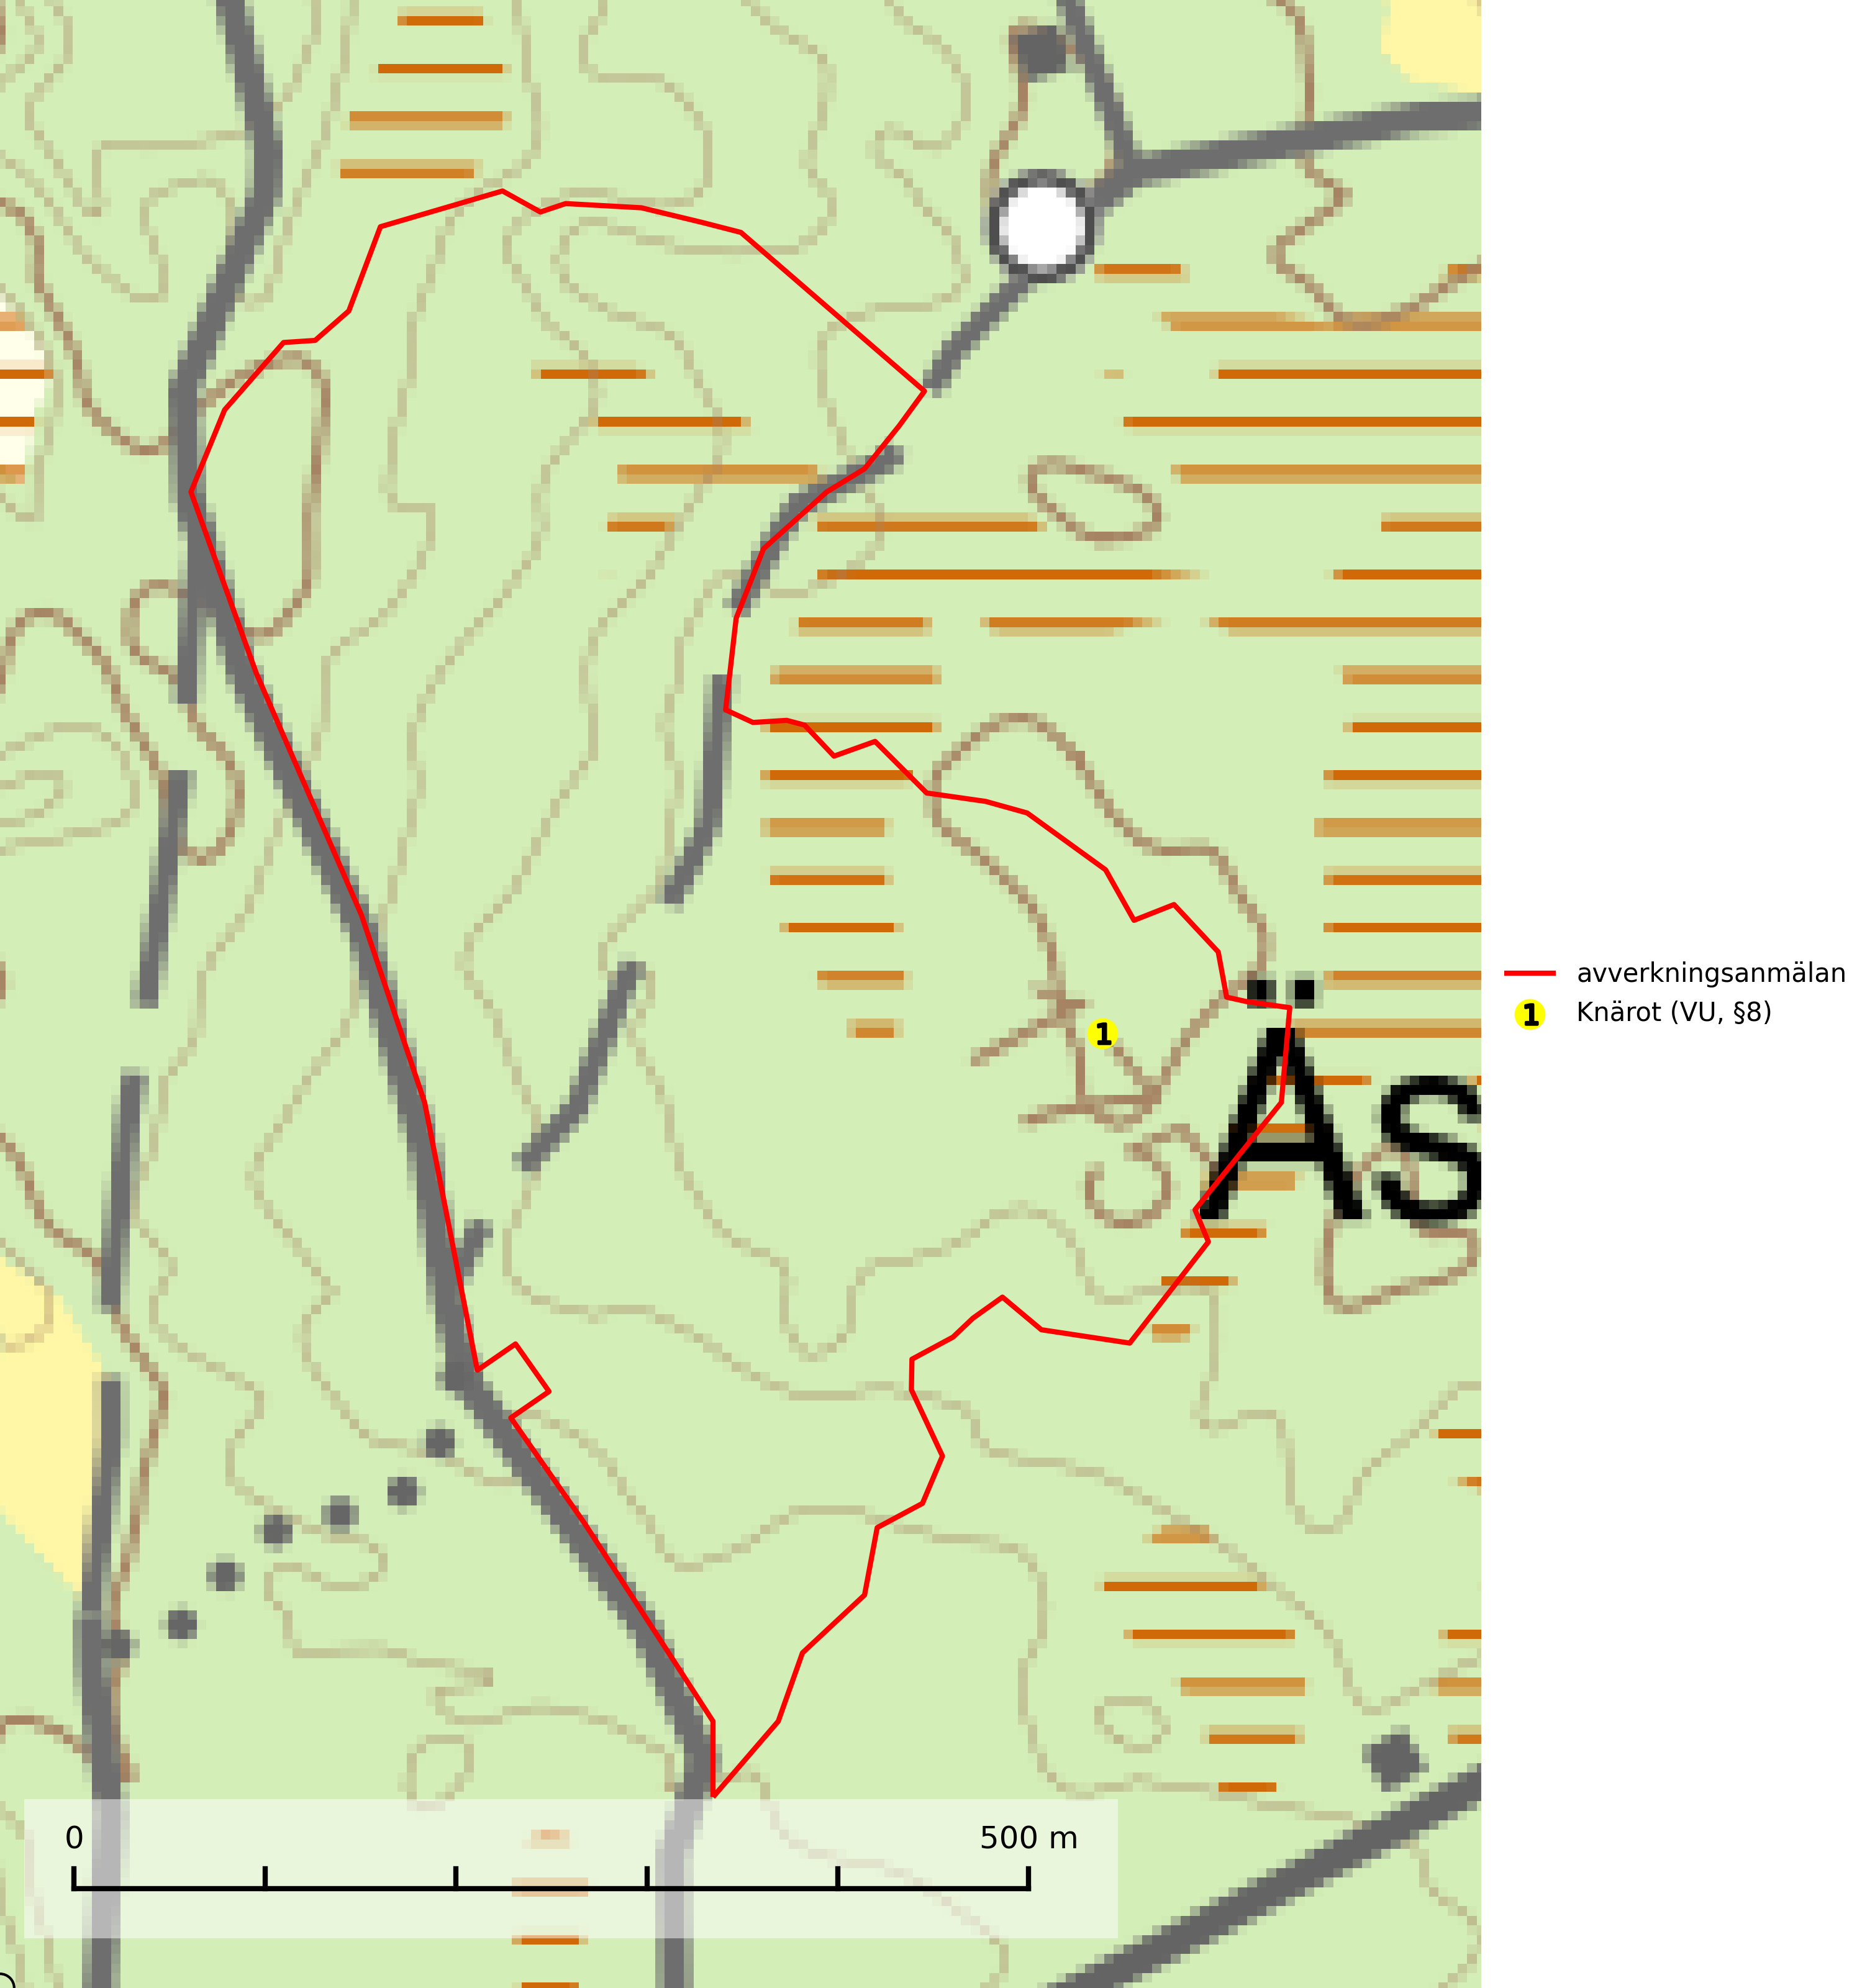 1
Äs
avverkningsanmälan
1 Knärot (VU, §8)
0 500 m